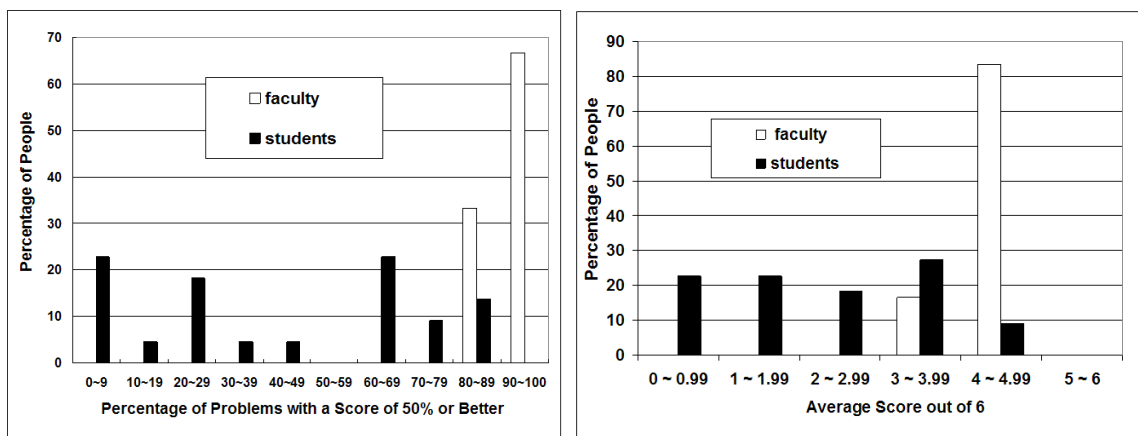 70
60
50
40
30
20
10
0
Percentage of People
faculty
students
0~9 10~19 20~29 30~39 40~49 50~59 60~69 70~79 80~89 90~100
Percentage of Problems with a Score of 50% or Better
90
80
70
60
50
40
30
20
10
0
Percentage of People
faculty
students
0 ~ 0.99 1 ~ 1.99 2 ~ 2.99 3 ~ 3.99 4 ~ 4.99 5 ~ 6
Average Score out of 6